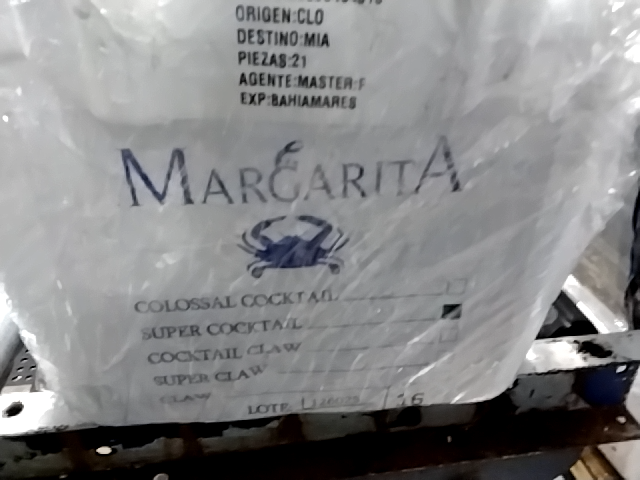 ORIGEN:CLO
DESTINO:MIA
PIEZAS:21
AGENTE:MASTER:F
EXP:BAHIAMARES
MARGARITA
COLOSSAL COCKTAIL
SUPER COCKTAIL
COCKTAIL CLAW
SUPER CLAW
CLAW
LOTE